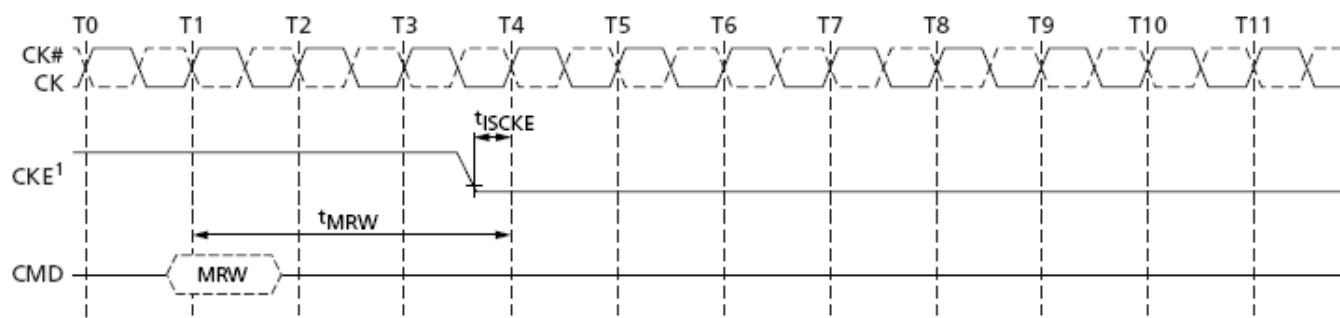 T0 T1 T2 T3 T4 T5 T6 T7 T8 T9 T10 T11
CK#
CK
tISCKE
CKE1
tMRW
CMD MRW